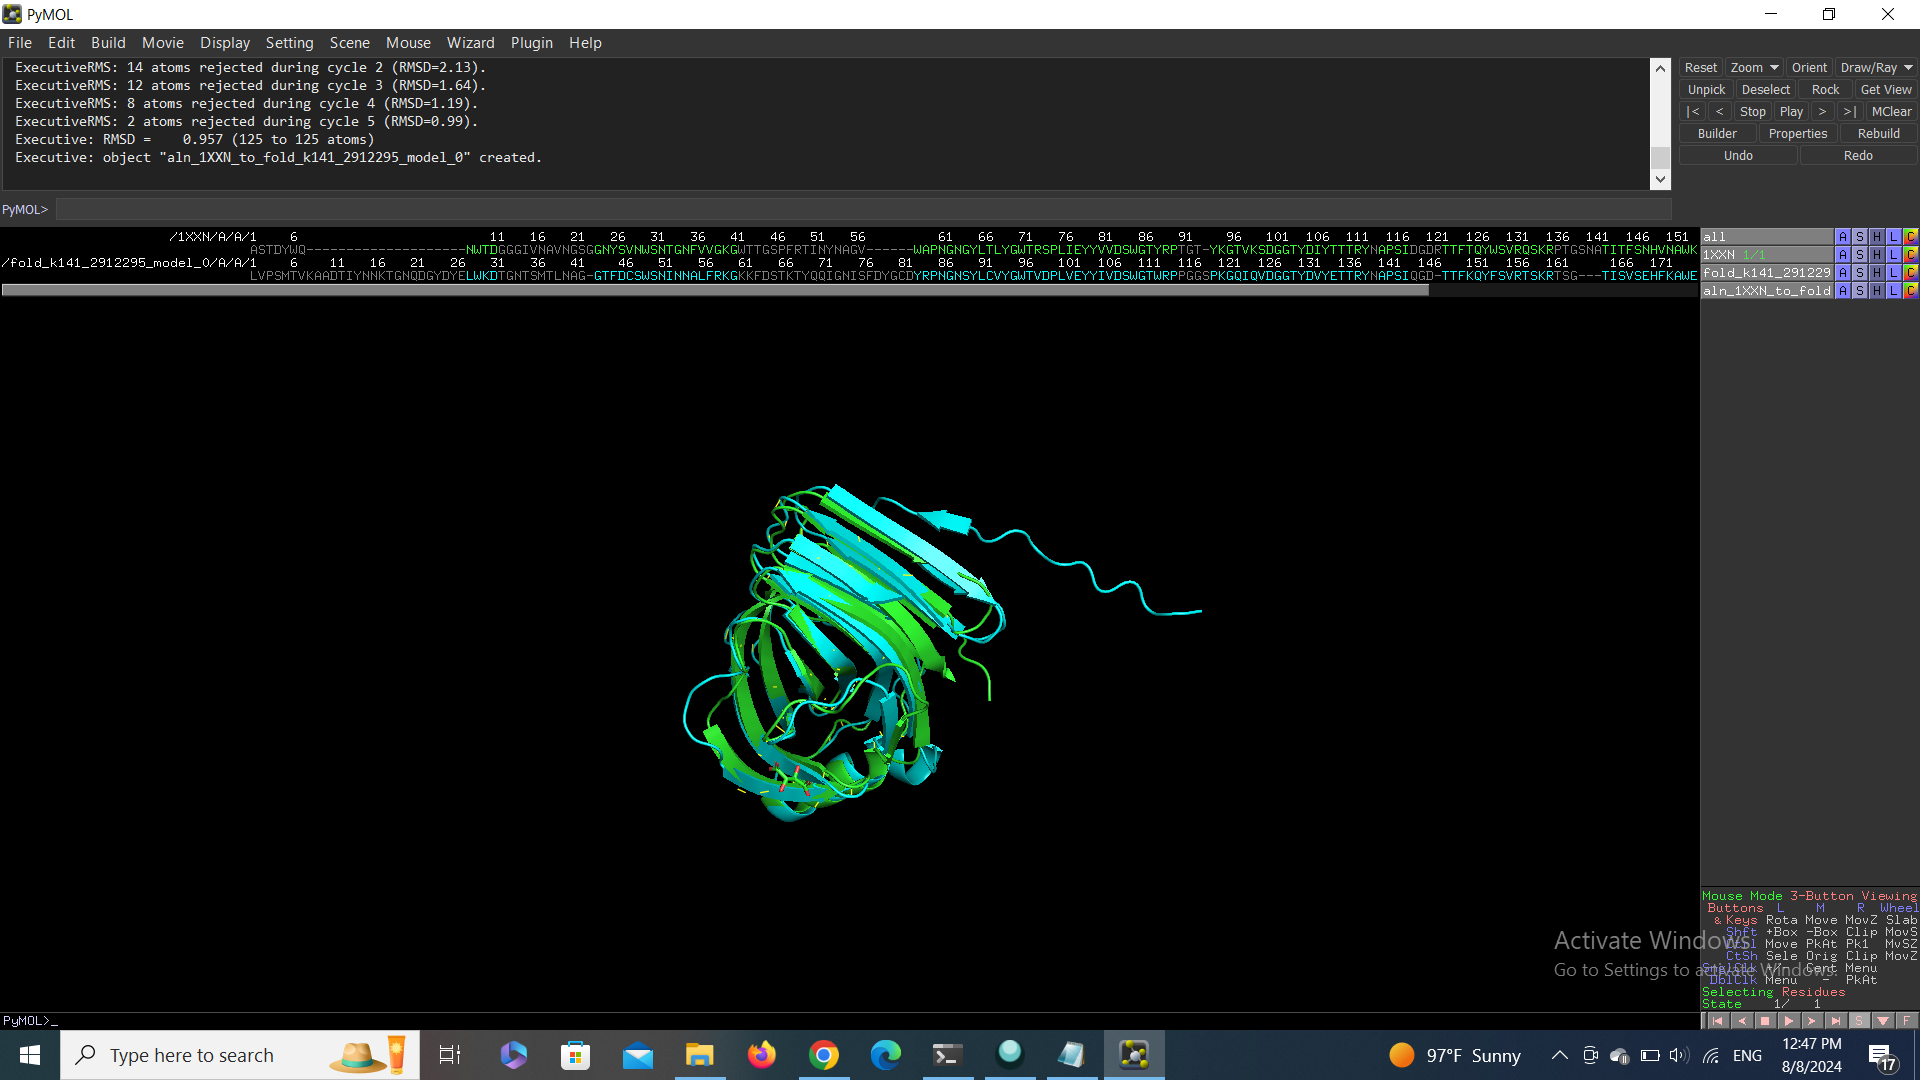 PyMOL
File Edit Build Movie Display Setting Scene Mouse Wizard Plugin Help
ExecutiveRMS: 14 atoms rejected during cycle 2 (RMSD=2.13).
ExecutiveRMS: 12 atoms rejected during cycle 3 (RMSD=1.64).
ExecutiveRMS: 8 atoms rejected during cycle 4 (RMSD=1.19).
ExecutiveRMS: 2 atoms rejected during cycle 5 (RMSD=0.99).
Executive: RMSD = 0.957 (125 to 125 atoms)
Executive: object "aln_1XXN_to_fold_k141_2912295_model_0" created.
Reset Zoom Orient Draw/Ray
Unpick Deselect Rock Get View
|< < Stop Play > >| MClear
Builder Properties Rebuild
Undo Redo
PyMOL>
/1XXN/A/A/1 6 11 16 21 26 31 36 41 46 51 56 61 66 71 76 81 86 91 96 101 106 111 116 121 126 131 136 141 146 151
ASTDYWQ--------------------NWTDGGGIVNAVNGSGGNYSVNWSNTGNFVVGKGWTTGSPFRTINYNAGV------WAPNGNGYLTLYGWTRSPLIEYYVVDSWGTYRPTGT-YKGTVKSDGGTYDIYTTTRYNAPSIDGDRTTFTQYWSVRQSKRPTGSNATITFSNHVNAWK
/fold_k141_2912295_model_0/A/A/1 6 11 16 21 26 31 36 41 46 51 56 61 66 71 76 81 86 91 96 101 106 111 116 121 126 131 136 141 146 151 156 161 166 171
LVPSMTVKAADTIYNNKTGNQDGYDYELWKDTGNTSMTLNAG-GTFDCSWSNINNALFRKGKKFDSTKTYQQIGNISFDYGCDYRPNGNSYLCVYGWTVDPLVEYYIVDSWGTWRPPGGSPKGQIQVDGGTYDVYETTRYNAPSIQGD-TTFKQYFSVRTSKRTSG---TISVSEHFKAWE
all A S H L C
1XXN 1/1 A S H L C
fold_k141_291229 A S H L C
aln_1XXN_to_fold A S H L C
Activate Windows
Go to Settings to activate Windows.
Mouse Mode 3-Button Viewing
Buttons L M R Wheel
& Keys Rota Move MovZ Slab
Shft +Box -Box Clip MovS
Move PkAt Pk1 MvSZ
CtSh Sele Orig Clip MovZ
Cent Menu
DblClk Menu - PkAt
Selecting Residues
State 1/ 1
PyMOL>_
S F
Type here to search
97°F Sunny
ENG
12:47 PM
8/8/2024
17